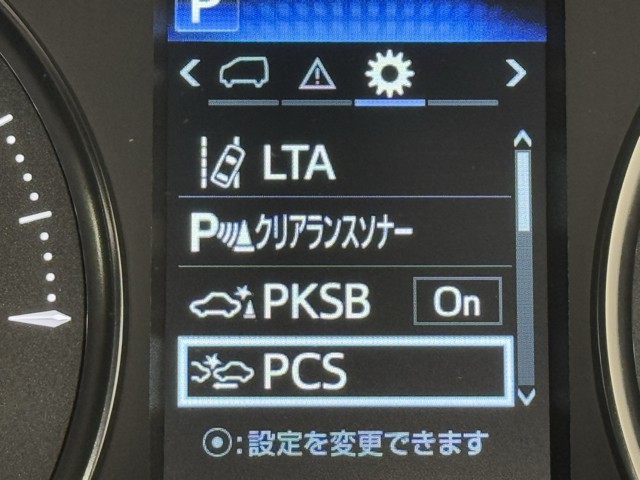 P
LTA
Pクリアランスソナー
PKSB On
PCS
:設定を変更できます